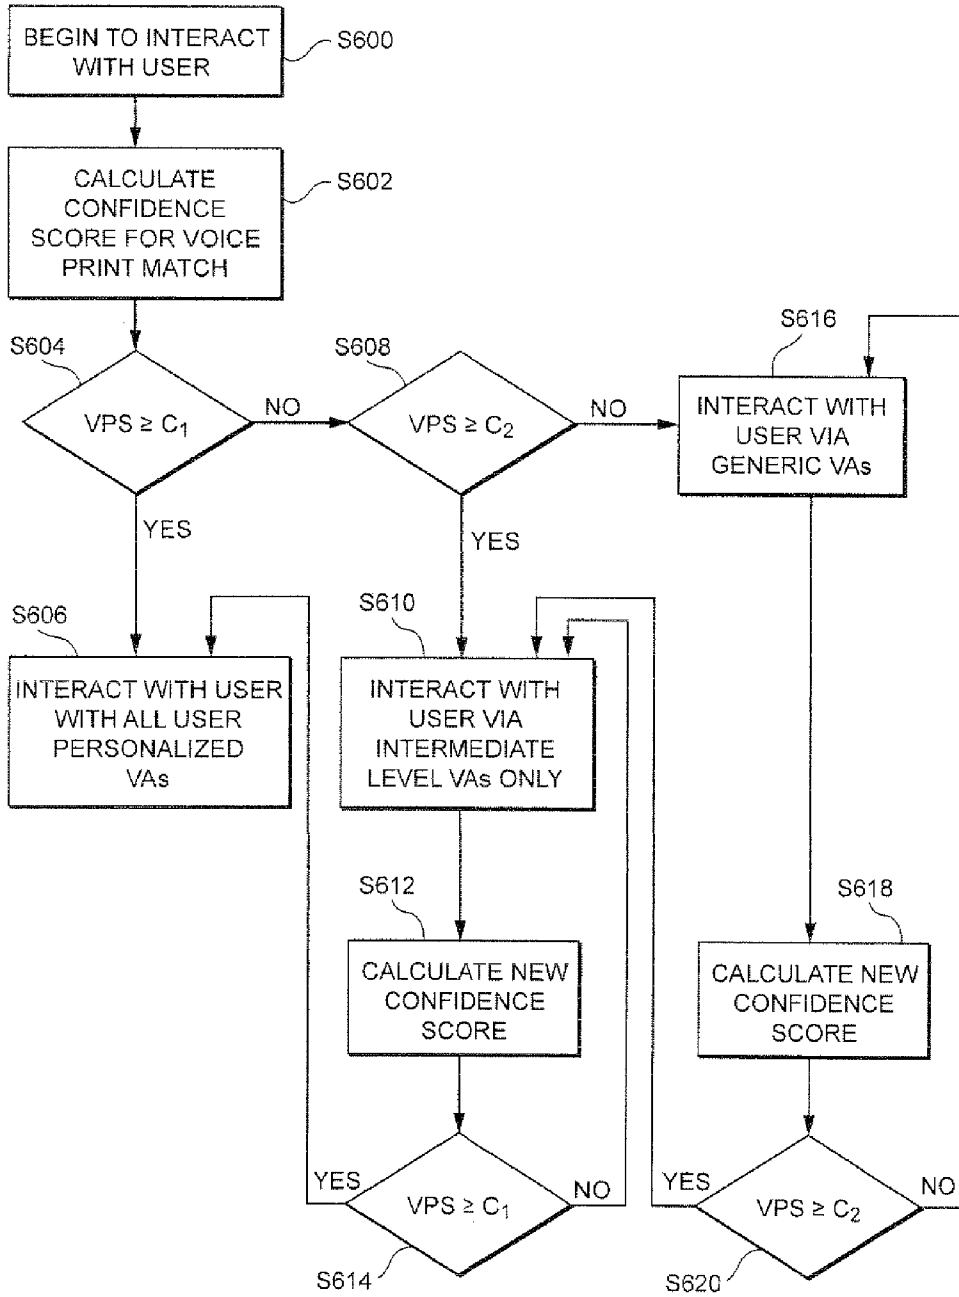 BEGIN TO INTERACT
WITH USER
S600
CALCULATE
CONFIDENCE
SCORE FOR VOICE
PRINT MATCH
S602
S604
VPS ≥ C₁
NO
YES
S608
VPS ≥ C₂
NO
YES
S616
INTERACT WITH
USER VIA
GENERIC VAs
S606
INTERACT WITH USER
WITH ALL USER
PERSONALIZED
VAs
S610
INTERACT WITH
USER VIA
INTERMEDIATE
LEVEL VAs ONLY
S612
CALCULATE NEW
CONFIDENCE
SCORE
S618
CALCULATE NEW
CONFIDENCE
SCORE
YES
VPS ≥ C₁
NO
S614
YES
VPS ≥ C₂
NO
S620